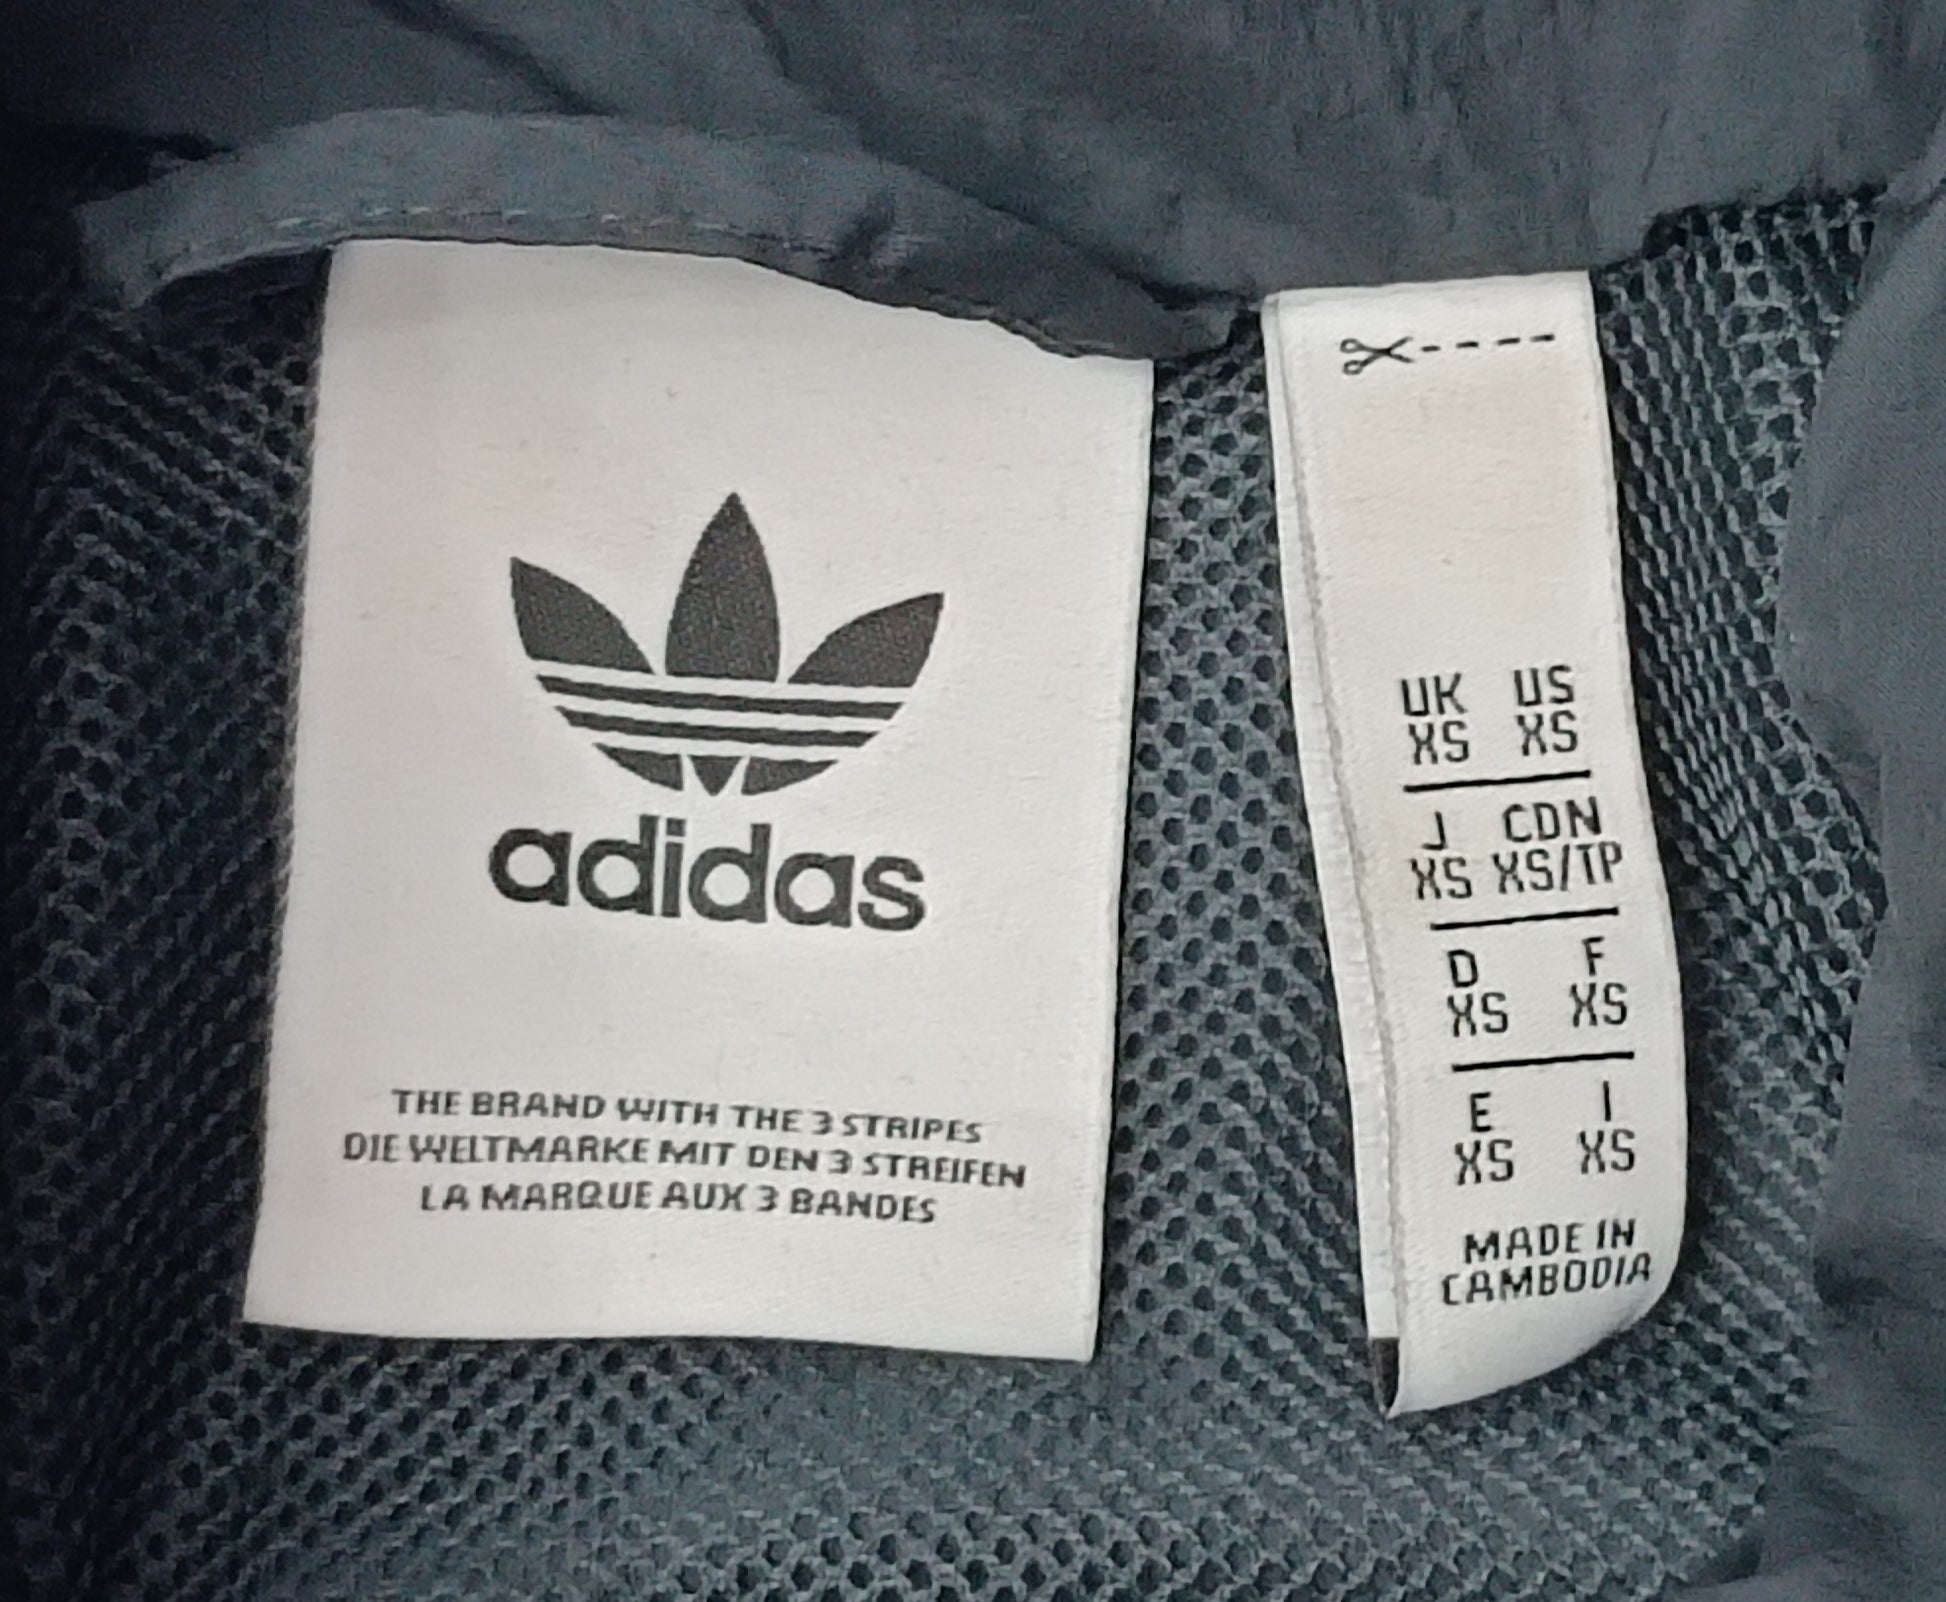 adidas
THE BRAND WITH THE 3 STRIPES
DIE WELTMARKE MIT DEN 3 STREIFEN
LA MARQUE AUX 3 BANDES
UK US
XS XS
J CDN
XS XS/TP
D F
XS XS
E I
XS XS
MADE IN
CAMBODIA